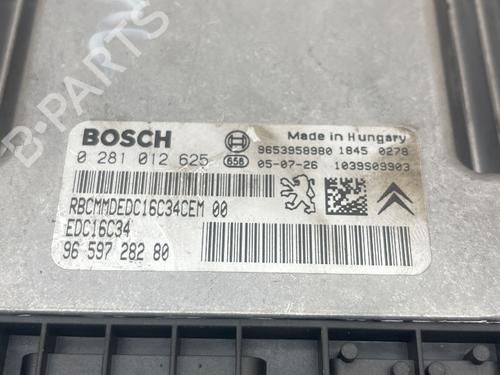 BOSCH
Made in Hungary
9653958980 1845 0278
0 281 012 625
658
05-07-26 1039S09903
RBCMMDEDC16C34CEM 00
EDC16C34
96 597 282 80